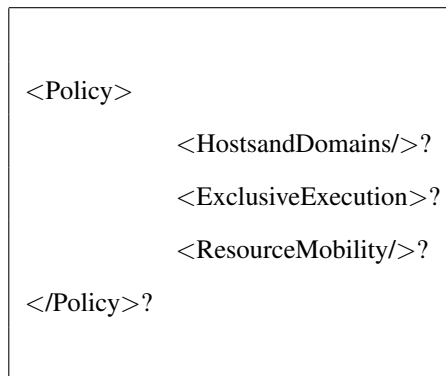 <Policy>
<HostsandDomains/>?
<ExclusiveExecution>?
<ResourceMobility/>?
</Policy>?